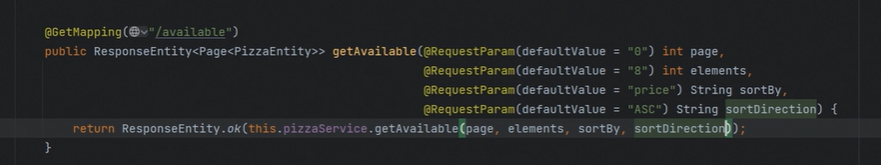 @GetMapping("/available")
public ResponseEntity<Page<PizzaEntity>> getAvailable(@RequestParam(defaultValue = "0") int page,
@RequestParam(defaultValue = "8") int elements,
@RequestParam(defaultValue = "price") String sortBy,
@RequestParam(defaultValue = "ASC") String sortDirection) {
return ResponseEntity.ok(this.pizzaService.getAvailable(page, elements, sortBy, sortDirection));
}